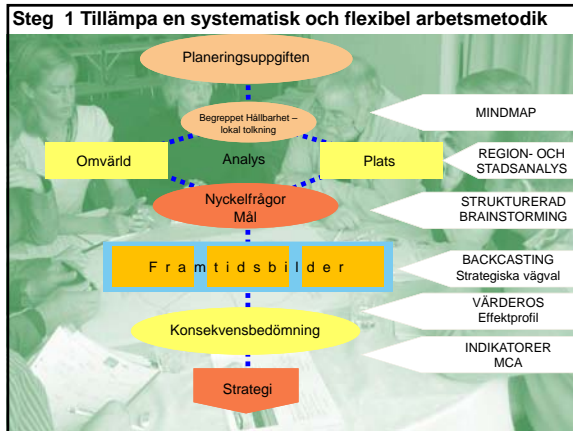 Steg 1 Tillämpa en systematisk och flexibel arbetsmetodik
Planeringsuppgiften
Begreppet Hållbarhet –
lokal tolkning
MINDMAP
Omvärld
Analys
Plats
REGION- OCH
STADSANALYS
Nyckelfrågor
Mål
STRUKTURERAD
BRAINSTORMING
Framtidsbilder
BACKCASTING
Strategiska vägval
VÄRDEROS
Effektprofil
Konsekvensbedömning
INDIKATORER
MCA
Strategi